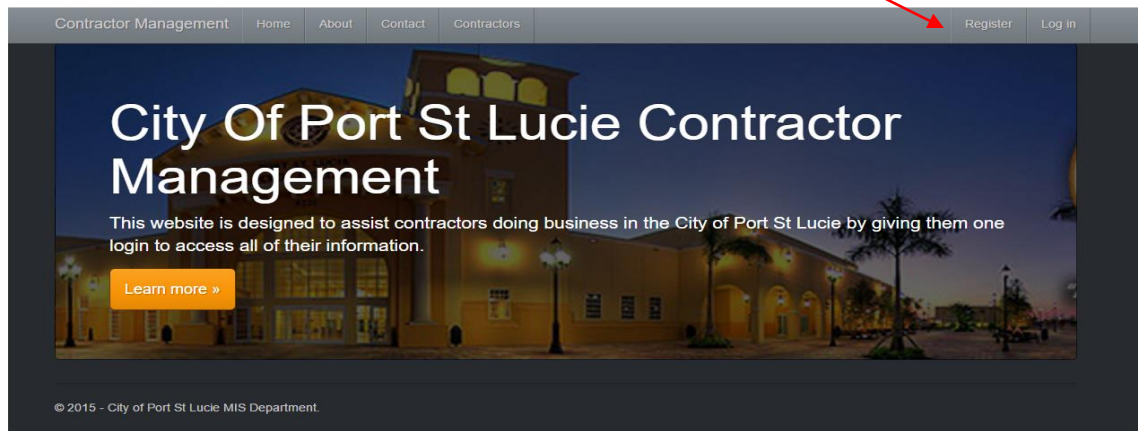 Contractor Management Home About Contact Contractors Register Log in
City Of Port St Lucie Contractor
Management
This website is designed to assist contractors doing business in the City of Port St Lucie by giving them one
login to access all of their information.
Learn more »
© 2015 - City of Port St Lucie MIS Department.